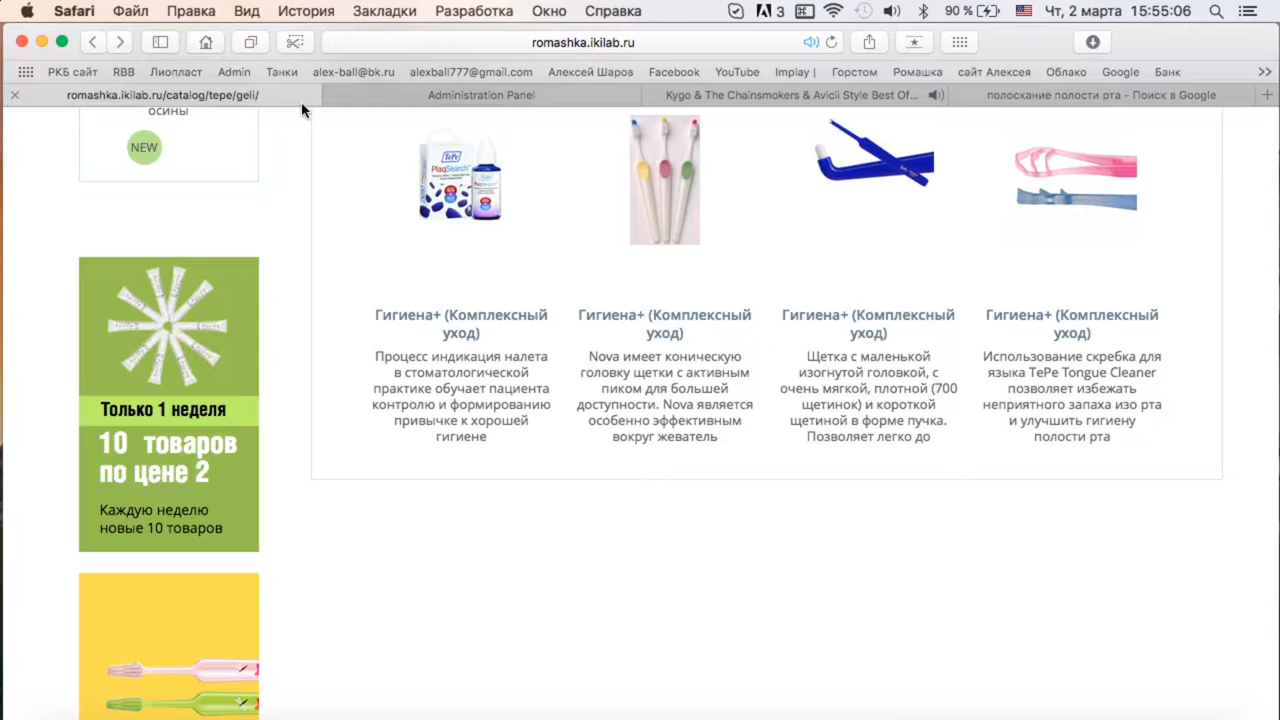 Safari Файл Правка Вид История Закладки Разработка Окно Справка 3 90 % Чт, 2 марта 15:55:06
romashka.ikilab.ru
РКБ сайт RBB Лиопласт Admin Танки alex-ball@bk.ru alexball777@gmail.com Алексей Шаров Facebook YouTube Implay | Горстом Ромашка сайт Алексея Облако Google Банк >>
romashka.ikilab.ru/catalog/tepe/geli/ Administration Panel Kygo & The Chainsmokers & Avicii Style Best Of... полоскание полости рта - Поиск в Google
осины
NEW
TePe
PlaqSearch
Только 1 неделя
10 товаров
по цене 2
Каждую неделю
новые 10 товаров
Гигиена+ (Комплексный
уход)
Процесс индикация налета
в стоматологической
практике обучает пациента
контролю и формированию
привычке к хорошей
гигиене
Гигиена+ (Комплексный
уход)
Nova имеет коническую
головку щетки с активным
пиком для большей
доступности. Nova является
особенно эффективным
вокруг жеватель
Гигиена+ (Комплексный
уход)
Щетка с маленькой
изогнутой головкой, с
очень мягкой, плотной (700
щетинок) и короткой
щетиной в форме пучка.
Позволяет легко до
Гигиена+ (Комплексный
уход)
Использование скребка для
языка TePe Tongue Cleaner
позволяет избежать
неприятного запаха изо рта
и улучшить гигиену
полости рта